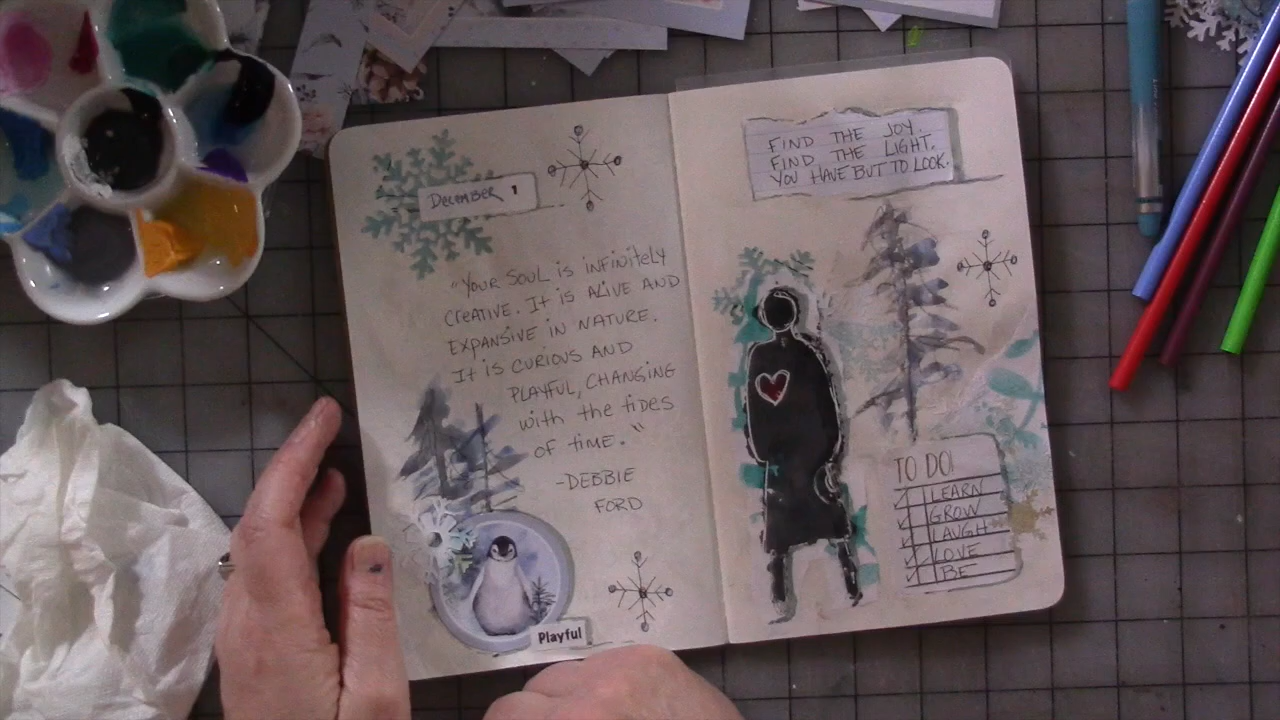 December 1
"YOUR SOUL is infinitely
creative. It is ALIVE AND
EXPANSIVE IN NATURE.
It is CURIOUS AND
PLAYFUL, CHANGING
with the tides
of time."
-DEBBIE
FORD
Playful
FIND THE JOY.
FIND THE LIGHT.
YOU HAVE BUT TO LOOK.
TO DO!
LEARN
GROW
LAUGH
LOVE
BE